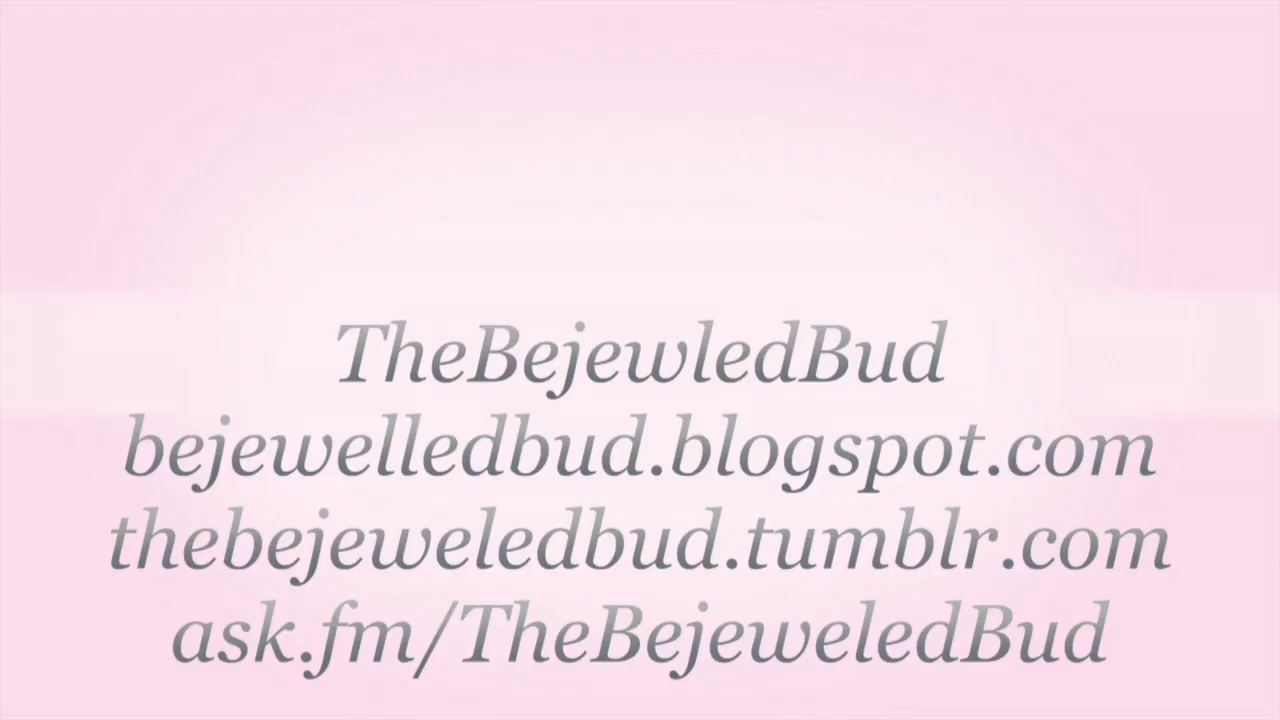 TheBejewledBud
bejewelledbud.blogspot.com
thebejeweledbud.tumblr.com
ask.fm/TheBejeweledBud